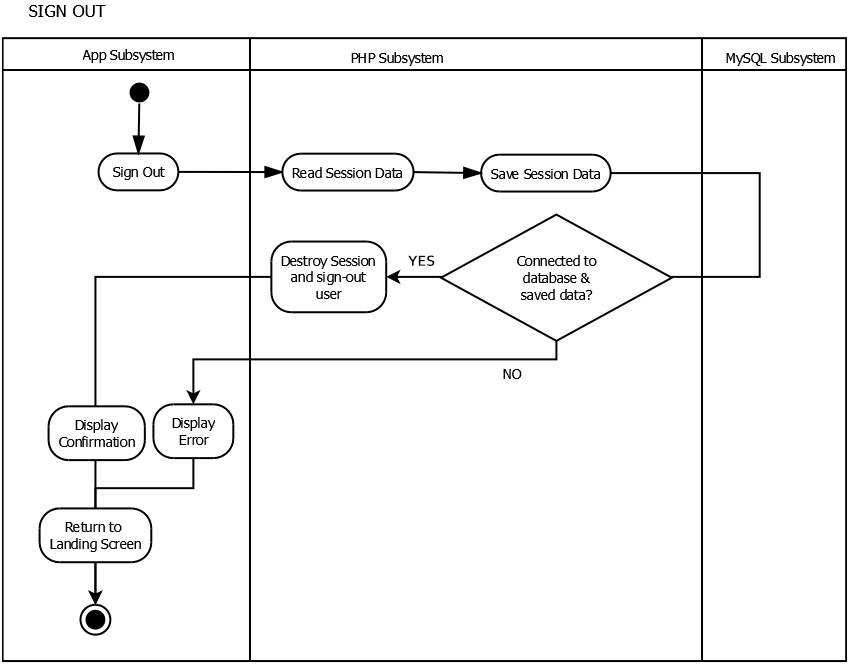 SIGN OUT
App Subsystem
PHP Subsystem
MySQL Subsystem
Sign Out
Read Session Data
Save Session Data
Connected to
database &
saved data?
YES
Destroy Session
and sign-out
user
NO
Display
Confirmation
Display
Error
Return to
Landing Screen